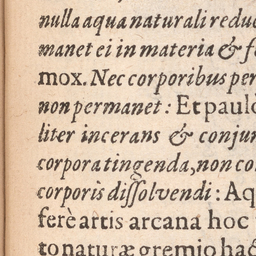 nulla aqua naturali reduc
manet ei in materia & f
mox. Nec corporibus per
non permanet: Et paulò
liter incerans & conjun
corpora tingenda, non co
corporis dissolvendi: Aq
ferè artis arcana hoc
to naturæ gremio hac